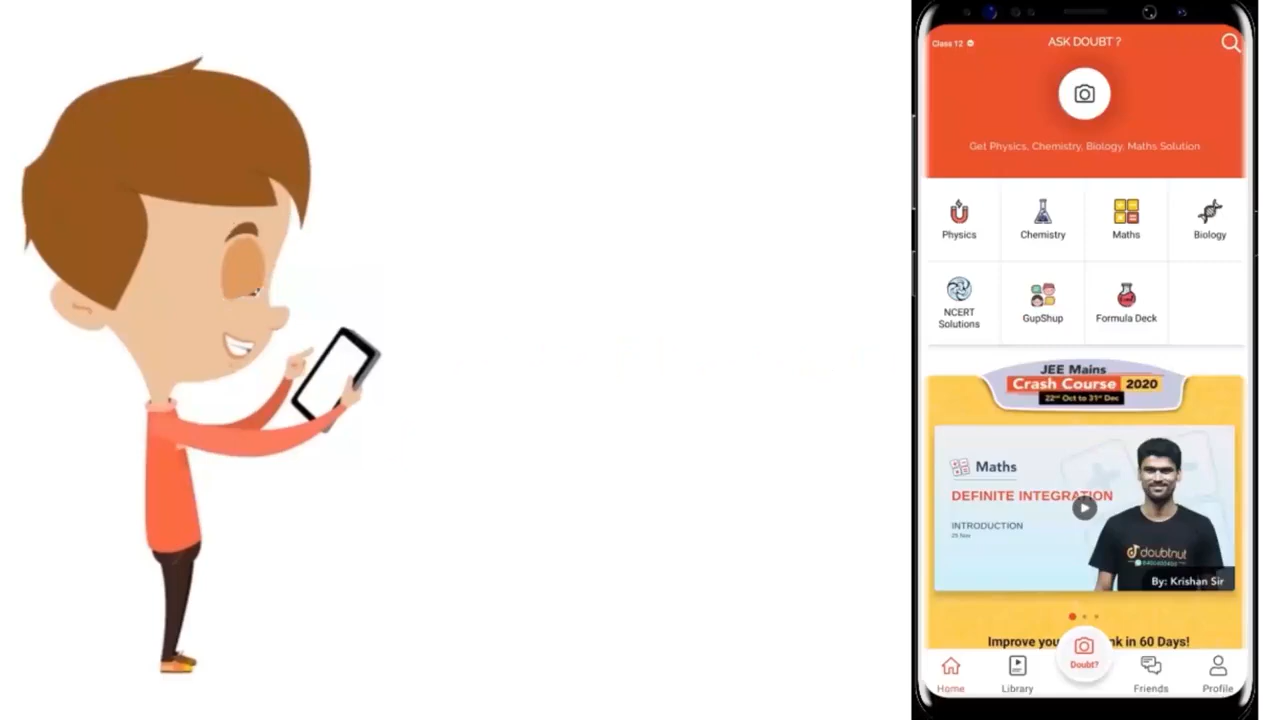 Class 12
ASK DOUBT ?
Get Physics, Chemistry, Biology, Maths Solution
Physics
Chemistry
Maths
Biology
NCERT
Solutions
GupShup
Formula Deck
JEE Mains
Crash Course 2020
22nd Oct to 31st Dec
Maths
DEFINITE INTEGRATION
INTRODUCTION
doubtnut
By: Krishan Sir
in 60 Days!
Doubt?
Home
Library
Friends
Profile